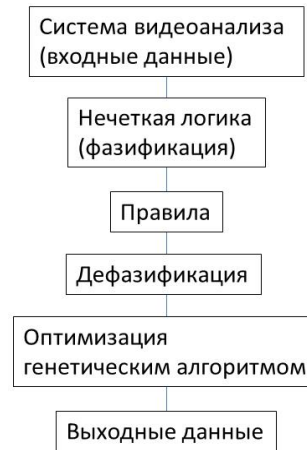 Система видеоанализа
(входные данные)
Нечеткая логика
(фазификация)
Правила
Дефазификация
Оптимизация
генетическим алгоритмом
Выходные данные